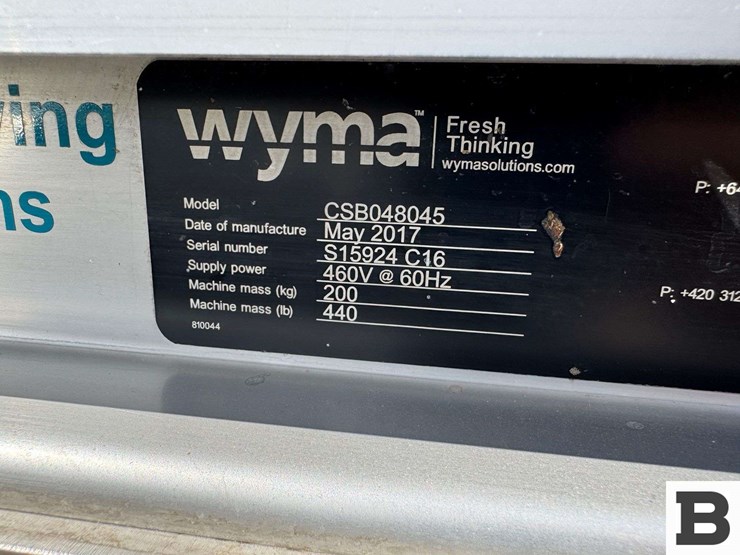 ing
ns
wyma™
Fresh
Thinking
wymasolutions.com
P: +64
Model CSB048045
Date of manufacture May 2017
Serial number S15924 C16
Supply power 460V @ 60Hz
Machine mass (kg) 200
P: +420 312
Machine mass (lb) 440
810044
B